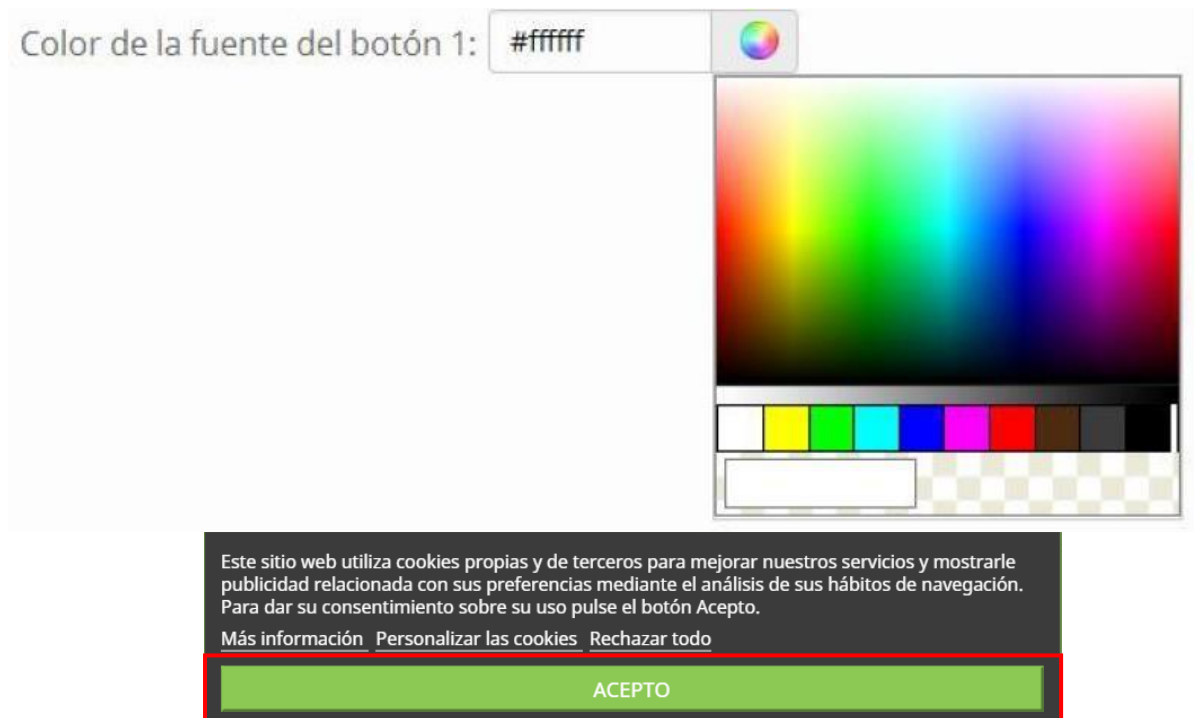 Color de la fuente del botón 1: #ffffff
Este sitio web utiliza cookies propias y de terceros para mejorar nuestros servicios y mostrarle
publicidad relacionada con sus preferencias mediante el análisis de sus hábitos de navegación.
Para dar su consentimiento sobre su uso pulse el botón Acepto.
Más información Personalizar las cookies Rechazar todo
ACEPTO